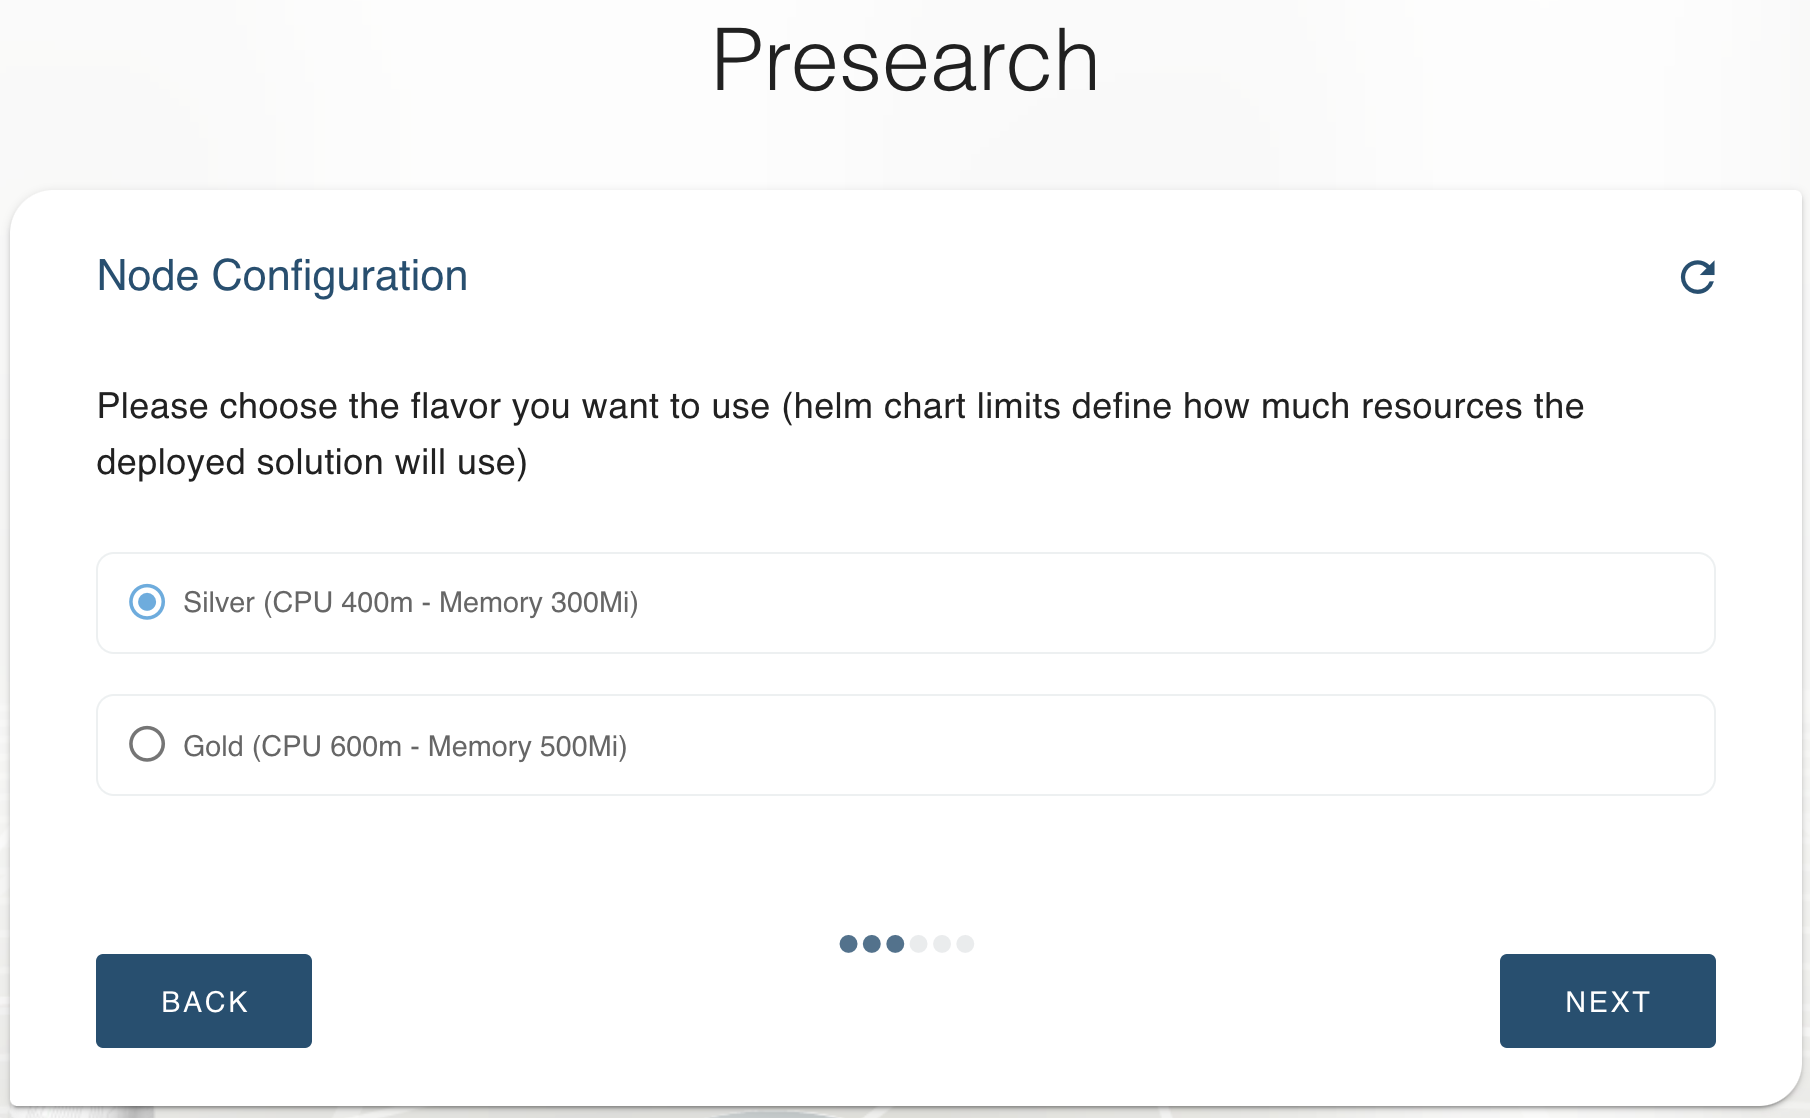 Presearch
Node Configuration
Please choose the flavor you want to use (helm chart limits define how much resources the
deployed solution will use)
Silver (CPU 400m - Memory 300Mi)
Gold (CPU 600m - Memory 500Mi)
BACK
NEXT